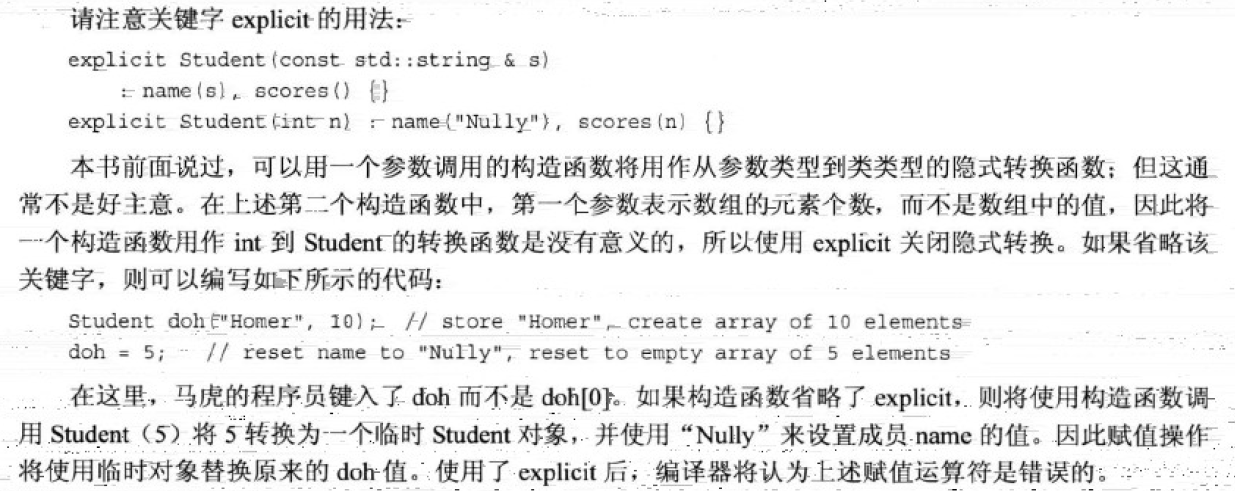 请注意关键字 explicit 的用法：
explicit Student(const std::string & s)
: name(s), scores() {}
explicit Student(int n) : name("Nully"), scores(n) {}
本书前面说过，可以用一个参数调用的构造函数将用作从参数类型到类类型的隐式转换函数；但这通
常不是好主意。在上述第二个构造函数中，第一个参数表示数组的元素个数，而不是数组中的值，因此将
一个构造函数用作 int 到 Student 的转换函数是没有意义的，所以使用 explicit 关闭隐式转换。如果省略该
关键字，则可以编写如下所示的代码：
Student doh("Homer", 10); // store "Homer", create array of 10 elements
doh = 5; // reset name to "Nully", reset to empty array of 5 elements
在这里，马虎的程序员键入了 doh 而不是 doh[0]。如果构造函数省略了 explicit，则将使用构造函数调
用 Student（5）将 5 转换为一个临时 Student 对象，并使用“Nully”来设置成员 name 的值。因此赋值操作
将使用临时对象替换原来的 doh 值。使用了 explicit 后，编译器将认为上述赋值运算符是错误的。